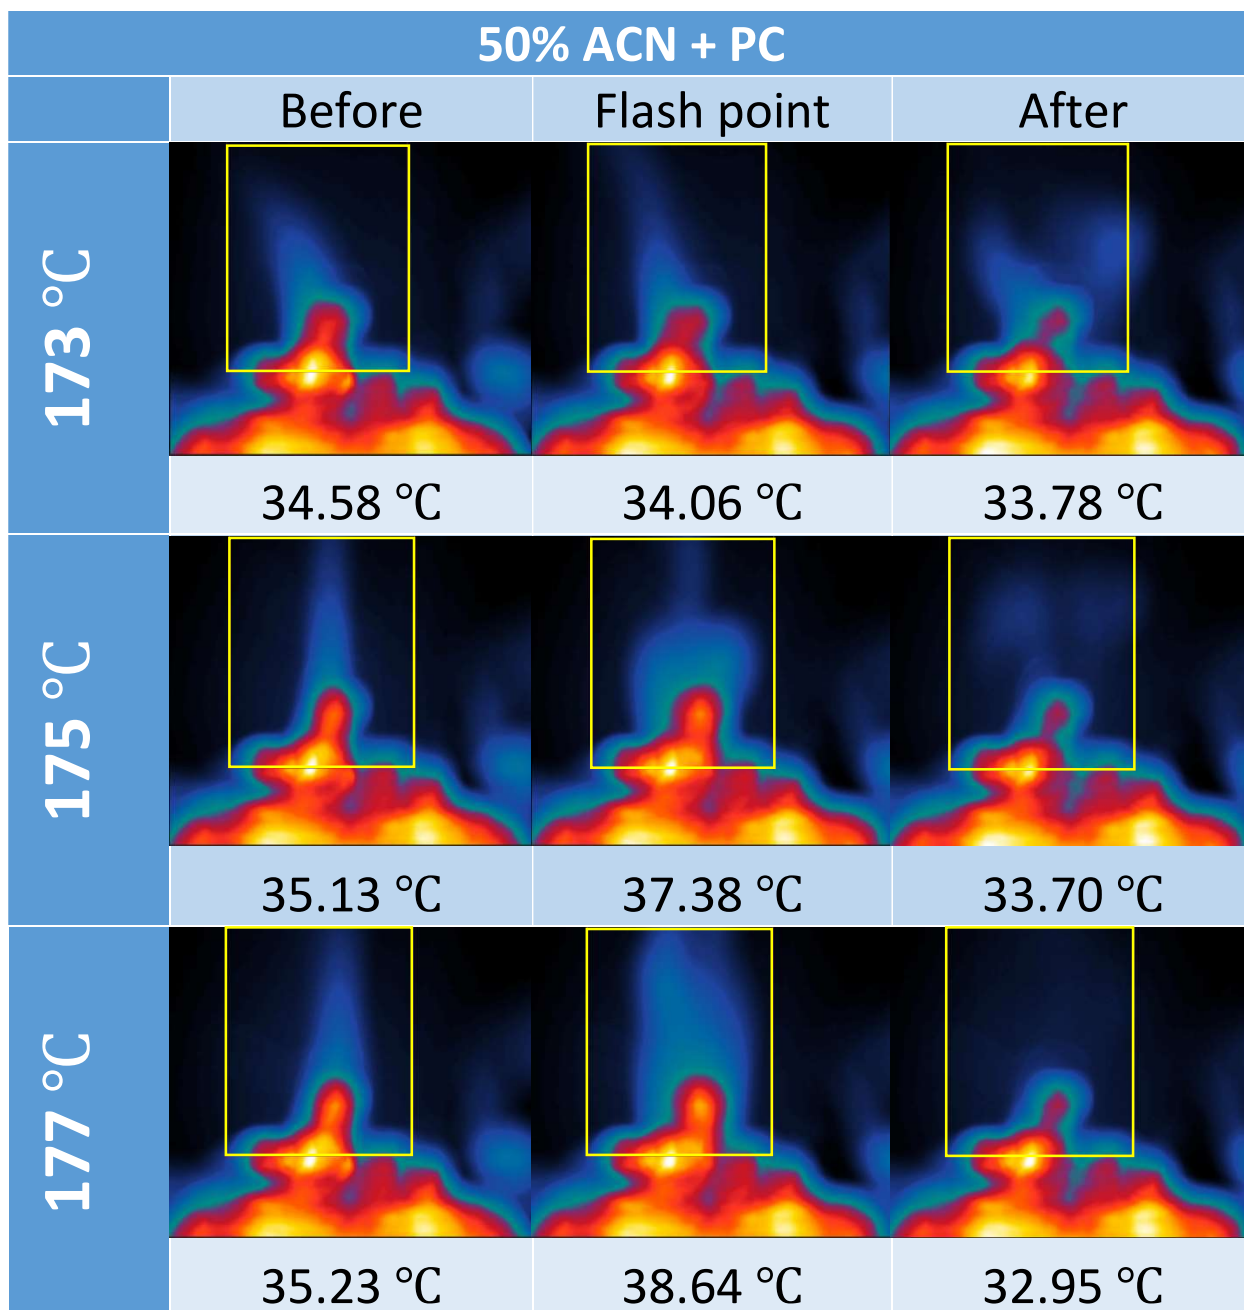 50% ACN + PC
Before Flash point After
173 °C
34.58 °C 34.06 °C 33.78 °C
175 °C
35.13 °C 37.38 °C 33.70 °C
177 °C
35.23 °C 38.64 °C 32.95 °C